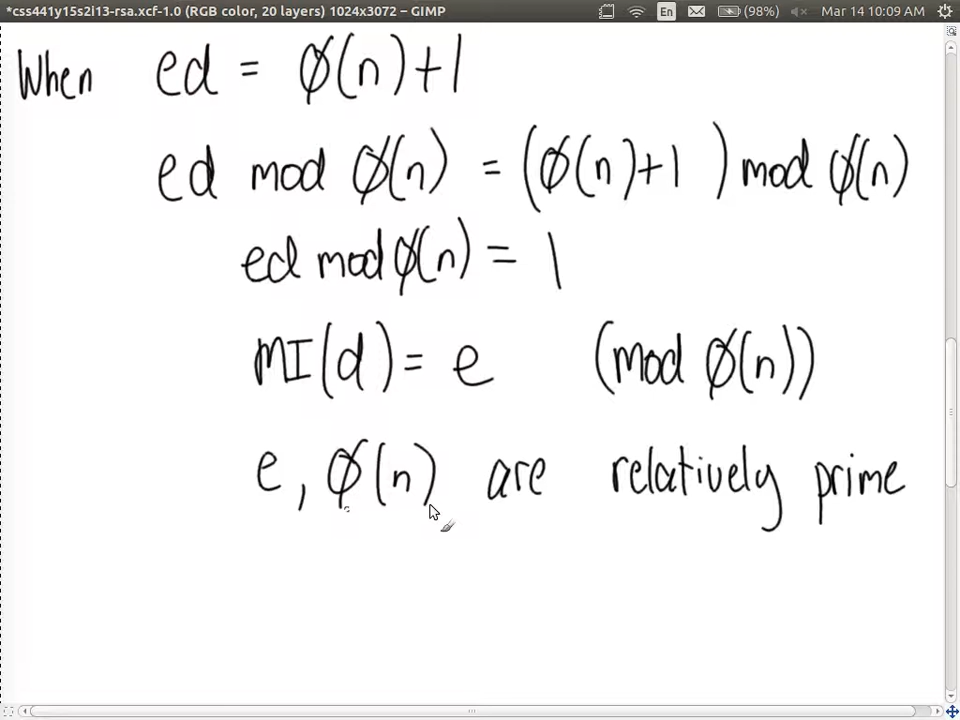 *css441y15s2i13-rsa.xcf-1.0 (RGB color, 20 layers) 1024x3072 – GIMP En (98%) Mar 14 10:09 AM
When ed = ϕ(n)+1
ed mod ϕ(n) = (ϕ(n)+1) mod ϕ(n)
ed mod ϕ(n) = 1
MI(d) = e (mod ϕ(n))
e, ϕ(n) are relatively prime